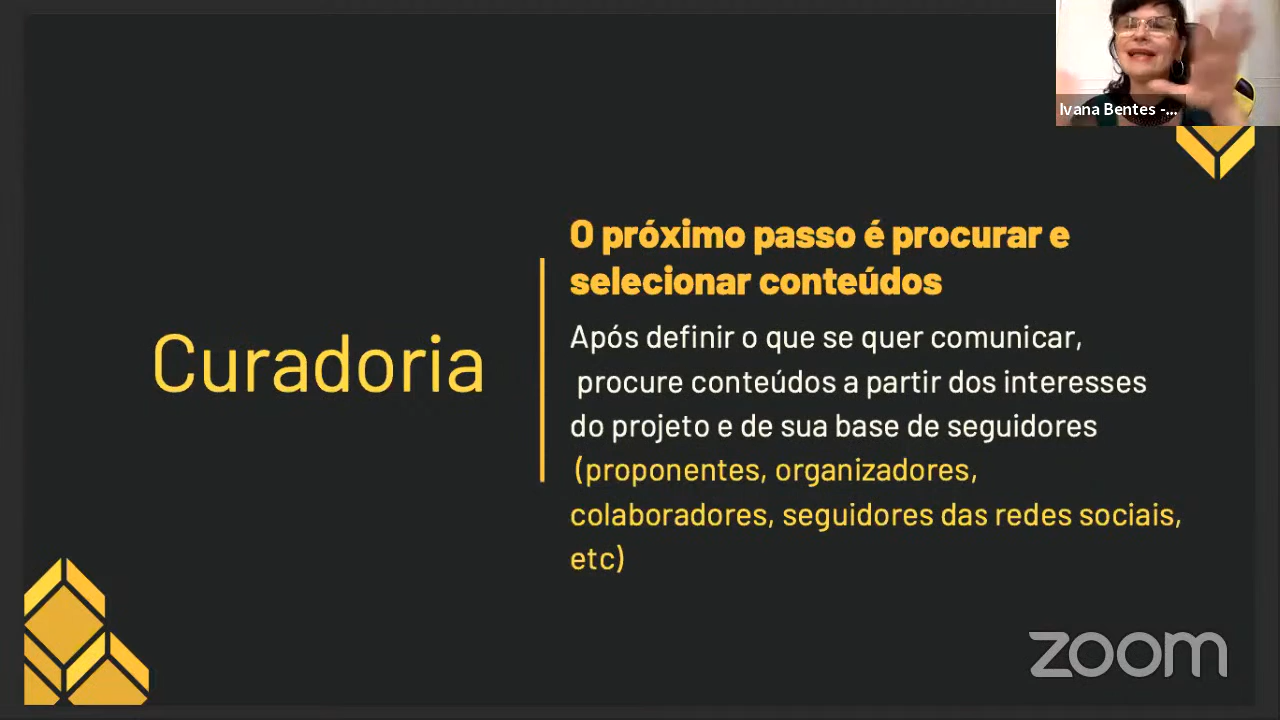 Ivana Bentes -...
O próximo passo é procurar e
selecionar conteúdos
Curadoria
Após definir o que se quer comunicar,
procure conteúdos a partir dos interesses
do projeto e de sua base de seguidores
(proponentes, organizadores,
colaboradores, seguidores das redes sociais,
etc)
zoom